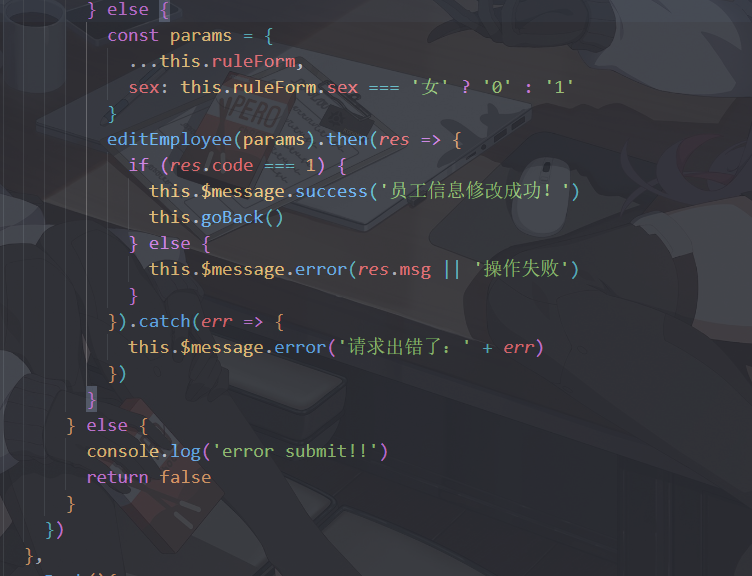 } else {
const params = {
...this.ruleForm,
sex: this.ruleForm.sex === '女' ? '0' : '1'
}
editEmployee(params).then(res => {
if (res.code === 1) {
this.$message.success('员工信息修改成功！')
this.goBack()
} else {
this.$message.error(res.msg || '操作失败')
}
}).catch(err => {
this.$message.error('请求出错了：' + err)
})
}
} else {
console.log('error submit!!')
return false
}
})
},